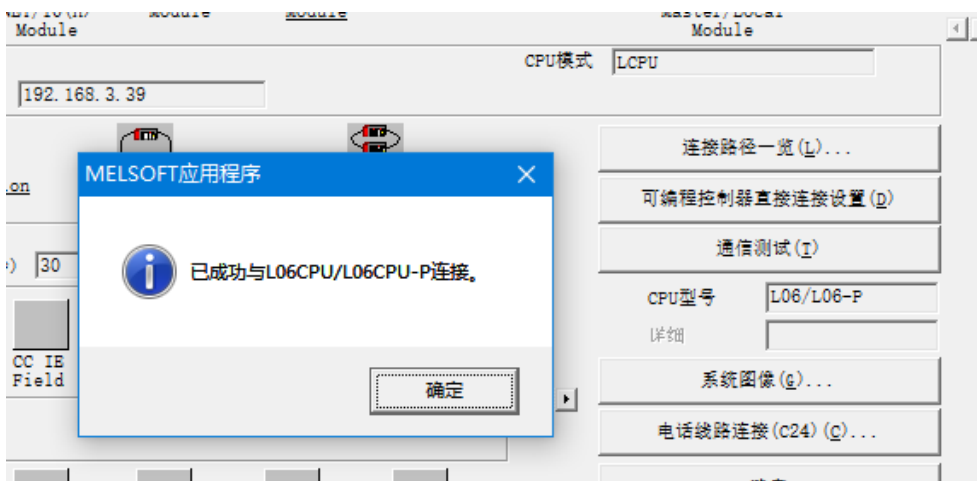 Module
Module
Module
Module
CPU模式
LCPU
192. 168. 3. 39
连接路径一览(L)...
MELSOFT应用程序
on
可编程控制器直接连接设置(D)
通信测试(T)
30
已成功与L06CPU/L06CPU-P连接。
CPU型号
L06/L06-P
详细
CC IE
Field
系统图像(G)...
确定
电话线路连接(C24)(C)...